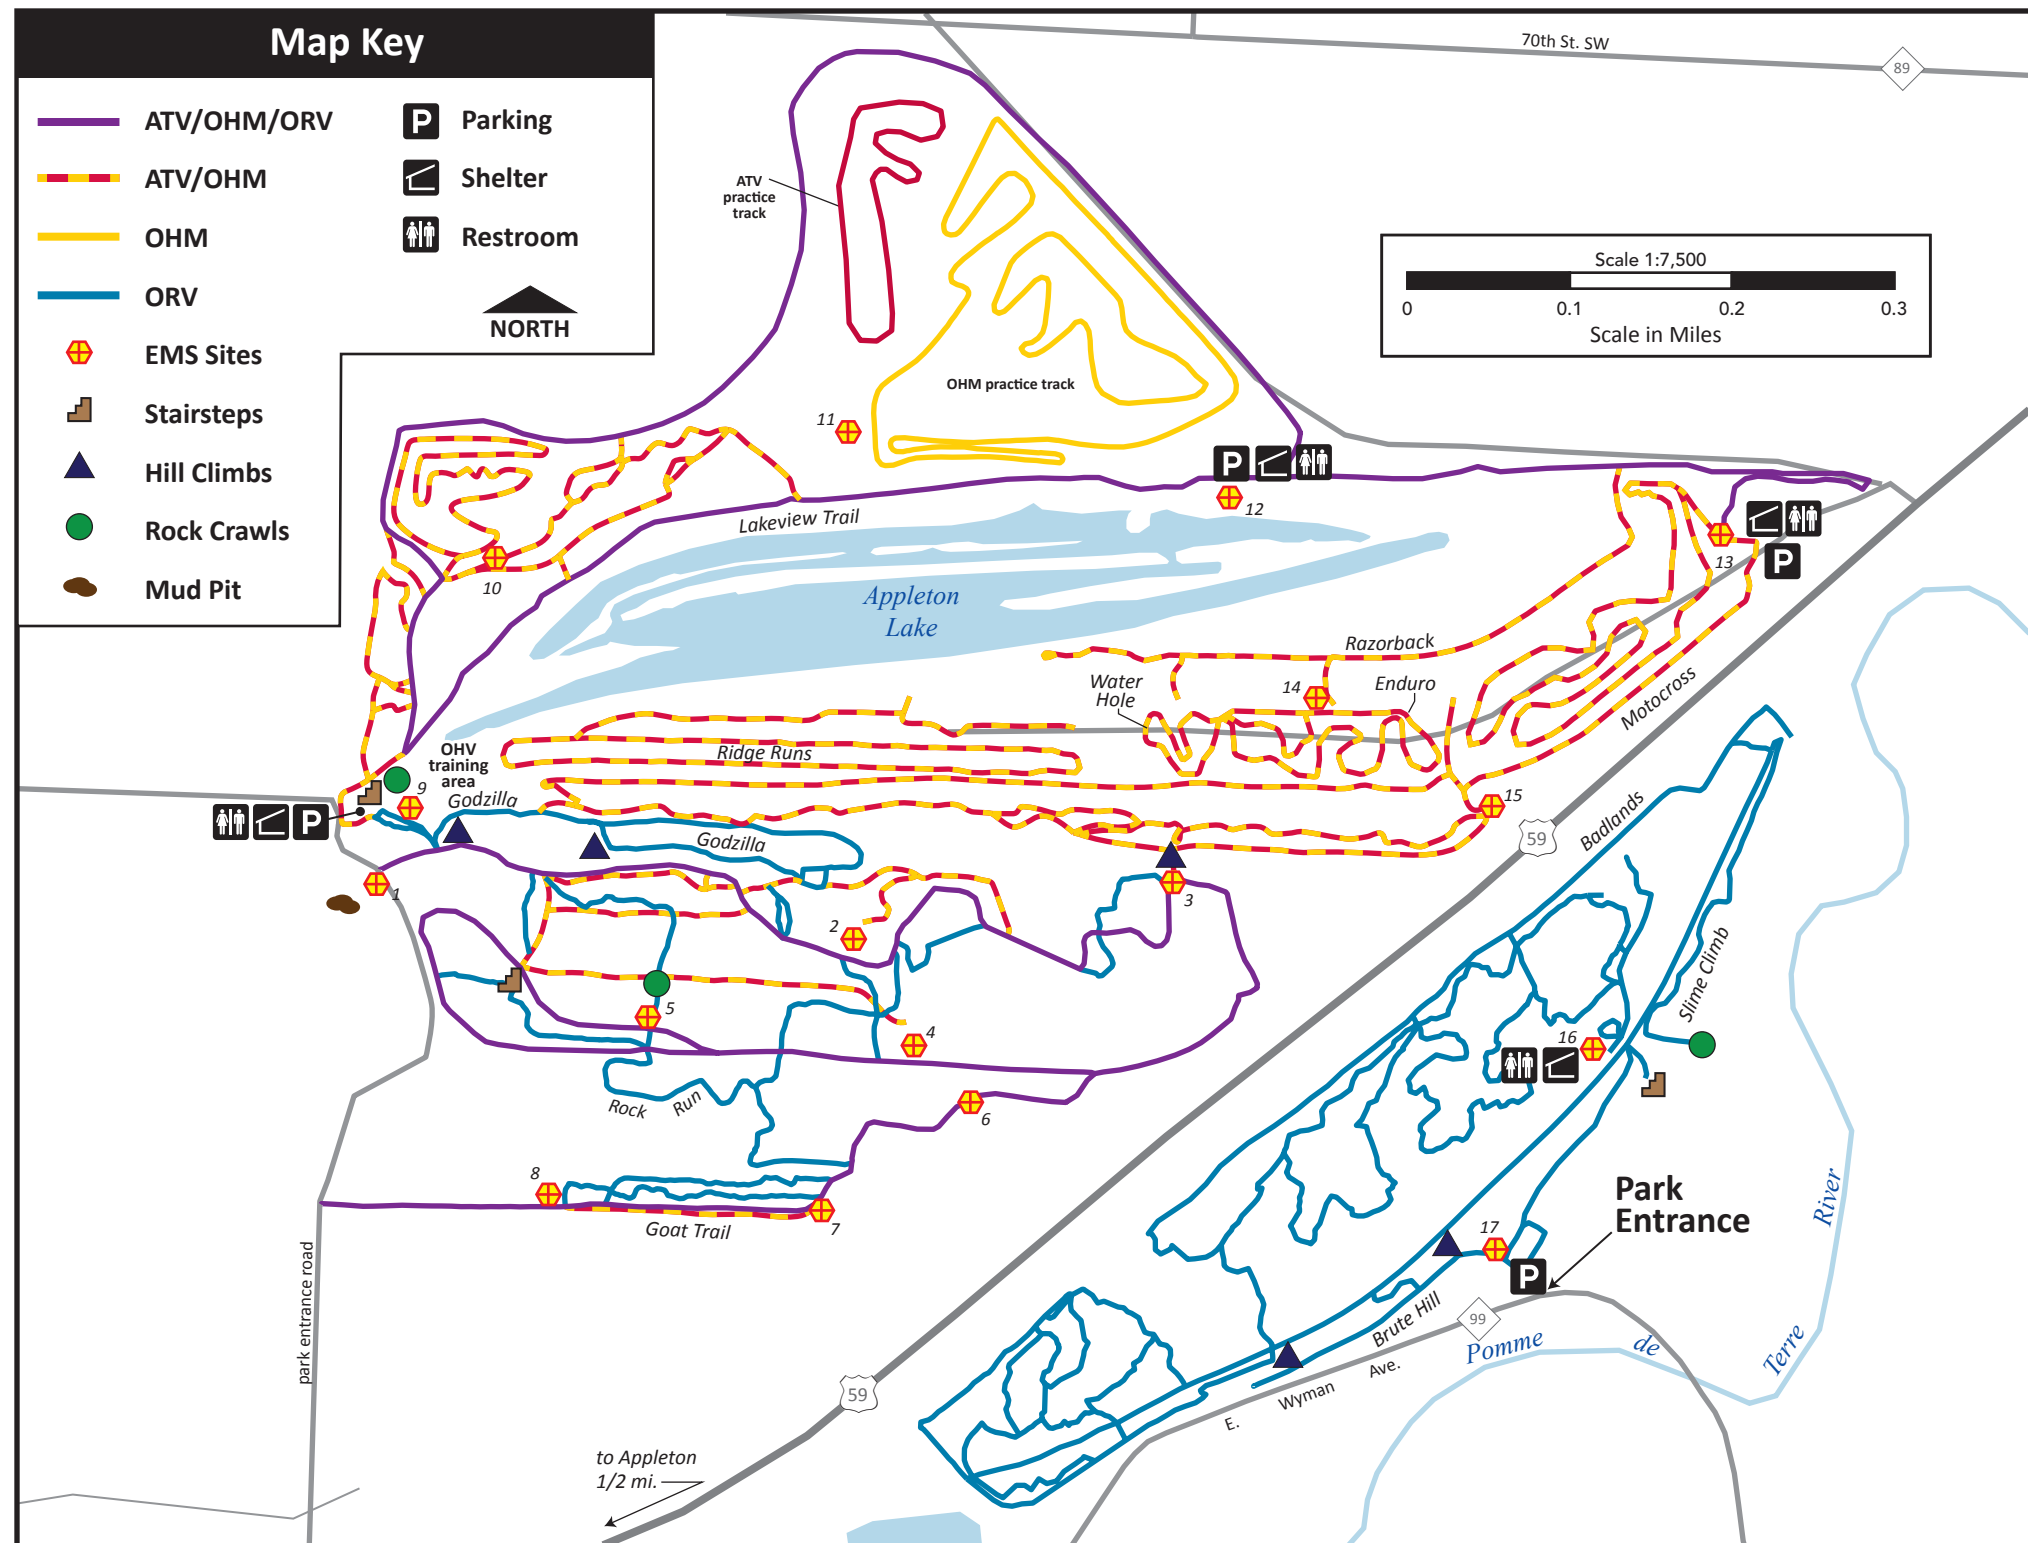 Map Key
ATV/OHM/ORV
ATV/OHM
OHM
ORV
EMS Sites
Stairsteps
Hill Climbs
Rock Crawls
Mud Pit
P Parking
Shelter
Restroom
NORTH
70th St. SW
89
ATV
practice
track
Scale 1:7,500
0 0.1 0.2 0.3
Scale in Miles
OHM practice track
11
P
12
Lakeview Trail
10
13
P
Appleton
Lake
Razorback
Water
Hole
14
Enduro
Motocross
Ridge Runs
OHV
training
area
9
Godzilla
P
15
Godzilla
59
Badlands
1
2
3
5
4
Slime Climb
16
Rock Run
6
8
7
Goat Trail
Park
Entrance
17
P
River
park entrance road
Brute Hill
99
Pomme de Terre
E. Wyman Ave.
59
to Appleton
1/2 mi.